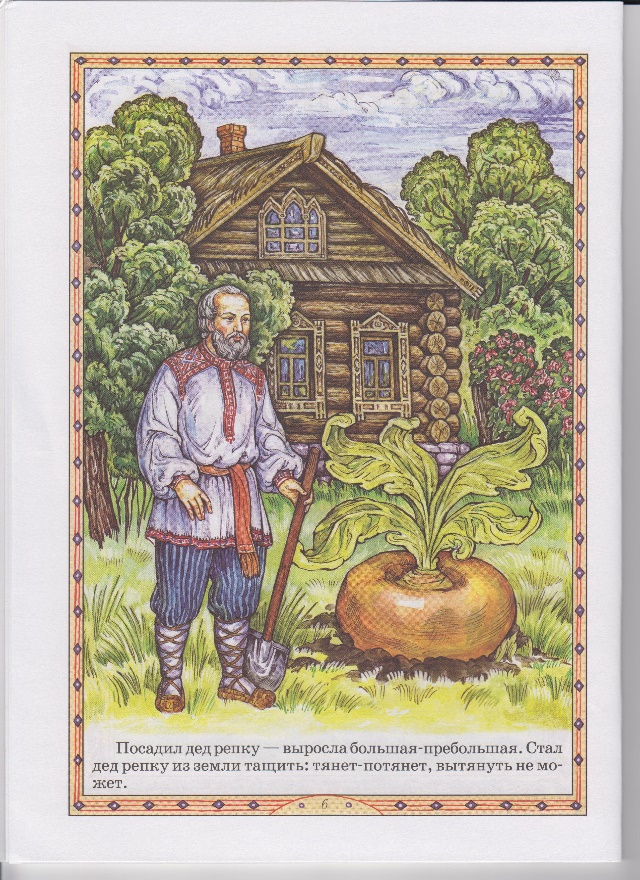 Посадил дед репку — выросла большая-пребольшая. Стал
дед репку из земли тащить: тянет-потянет, вытянуть не мо-
жет.
6